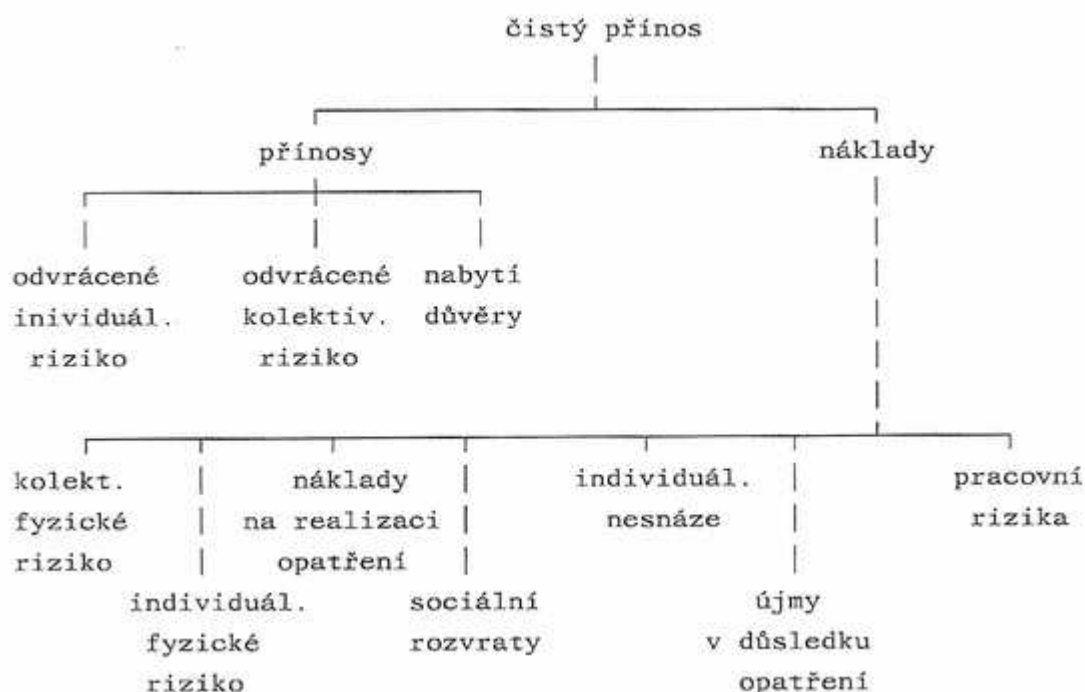 čistý přínos
přínosy náklady
odvrácené odvrácené nabytí
inividuál. kolektiv. důvěry
riziko riziko
kolekt. náklady individuál. pracovní
fyzické na realizaci nesnáze rizika
riziko opatření
individuál. sociální újmy
fyzické rozvraty v důsledku
riziko opatření